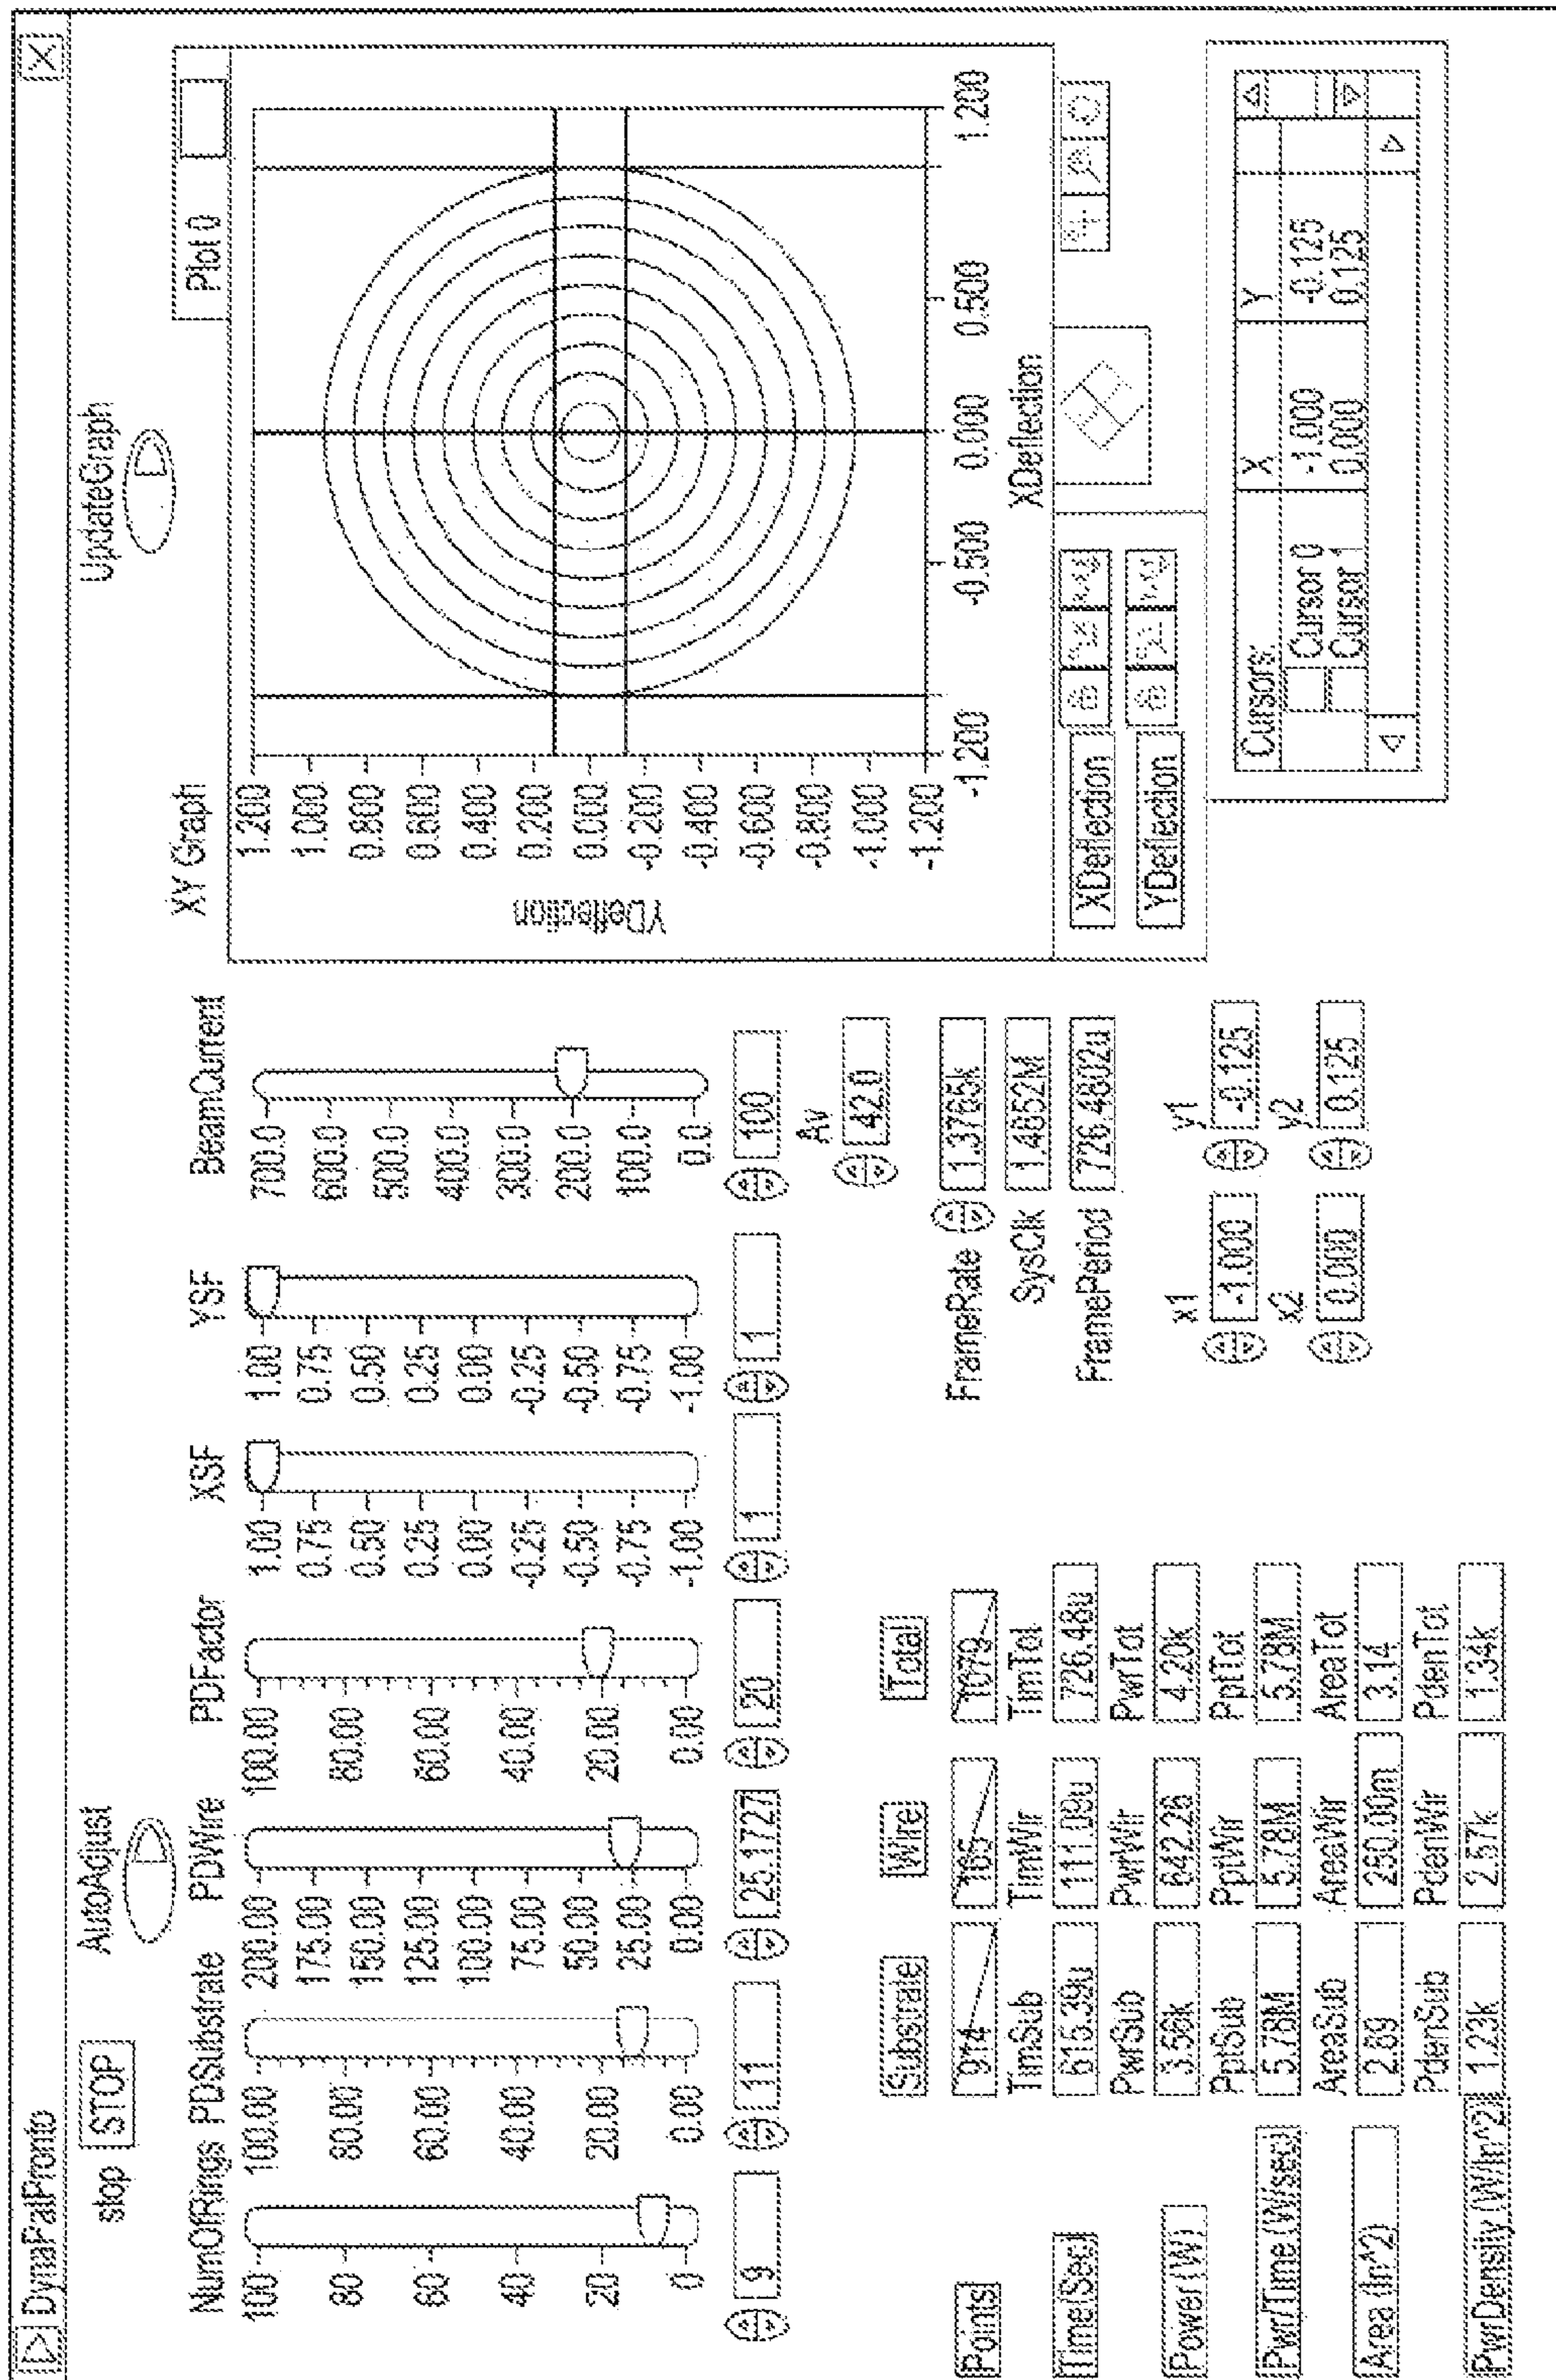 DynaPatPronto
stop STOP AutoAdjust UpdateGraph
NumOfRings PDSubstrate PDWire PDFactor XSF YSF BeamCurrent XY Graph Plot 0
100 100.00 200.00 100.00 1.00 1.00 700.0 1.200
175.00 0.75 0.75 600.0 1.000
80 80.00 150.00 80.00 0.50 0.50 500.0 0.800
60 60.00 125.00 60.00 0.25 0.25 400.0 0.600
100.00 0.00 0.00 300.0 0.400
40 40.00 75.00 40.00 -0.25 -0.25 200.0 0.200
20 20.00 50.00 20.00 -0.50 -0.50 100.0 0.000
25.00 -0.75 -0.75 -0.200
0 0.00 0.00 0.00 -1.00 -1.00 0.0 -0.400
9 11 25.1727 20 1 1 100 -0.600
Av -0.800
42.0 -1.000
-1.200
YDeflection
-1.200 -0.500 0.000 0.500 1.200
XDeflection
Substrate Wire Total
Points 914 165 1079 FrameRate 1.3765k
TimSub TimWir TimTot SysClk 1.4852M
Time(Sec) 615.39u 111.09u 726.48u FramePeriod 726.4802u
PwrSub PwrWir PwrTot
Power (W) 3.56k 642.26 4.20k
PptSub PptWir PptTot x1 y1
Pwr/Time (W/sec) 5.78M 5.78M 5.78M -1.000 -0.125
AreaSub AreaWir AreaTot x2 y2
Area (In^2) 2.89 250.00m 3.14 0.000 0.125
PdenSub PdenWir PdenTot
PwrDensity (W/In^2) 1.23k 2.57k 1.34k
XDeflection
YDeflection
Cursors: X Y
Cursor 0 -1.000 -0.125
Cursor 1 0.000 0.125